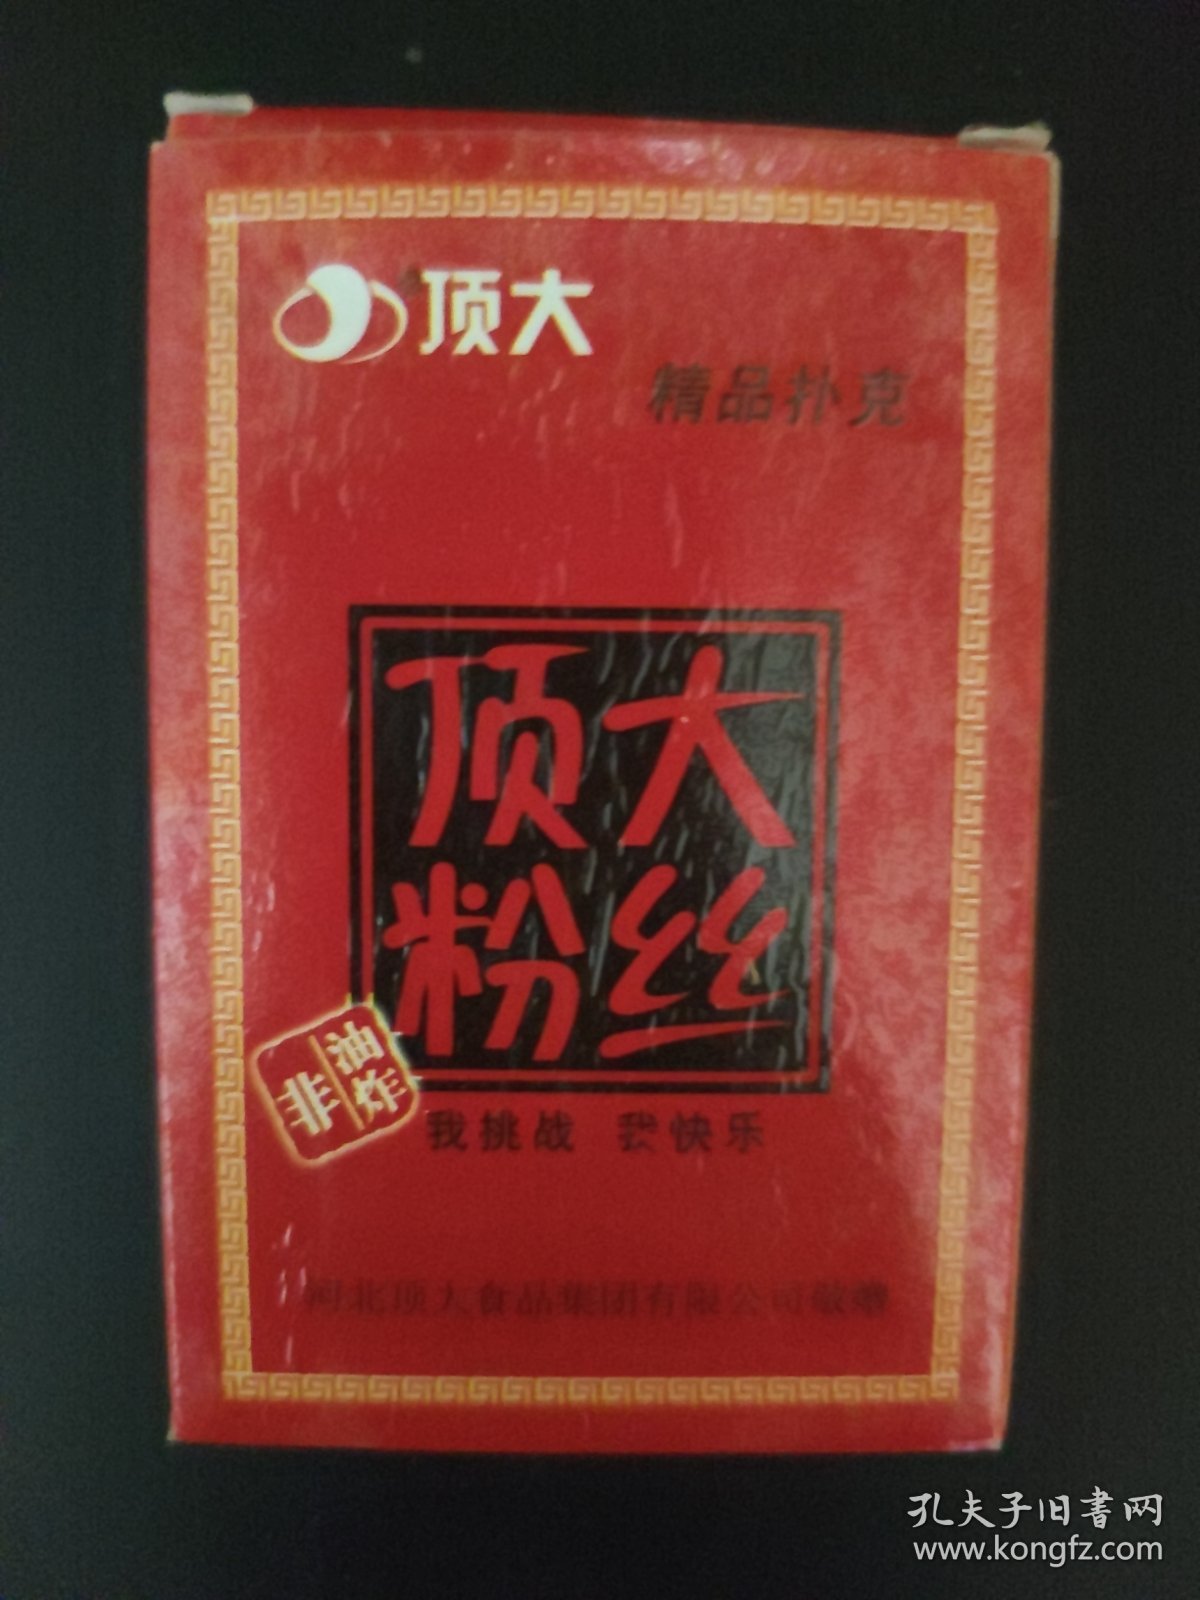 顶大
精品扑克
顶大
粉丝
非油炸
我挑战 我快乐
河北顶大食品集团有限公司敬赠
孔夫子旧書网
www.kongfz.com